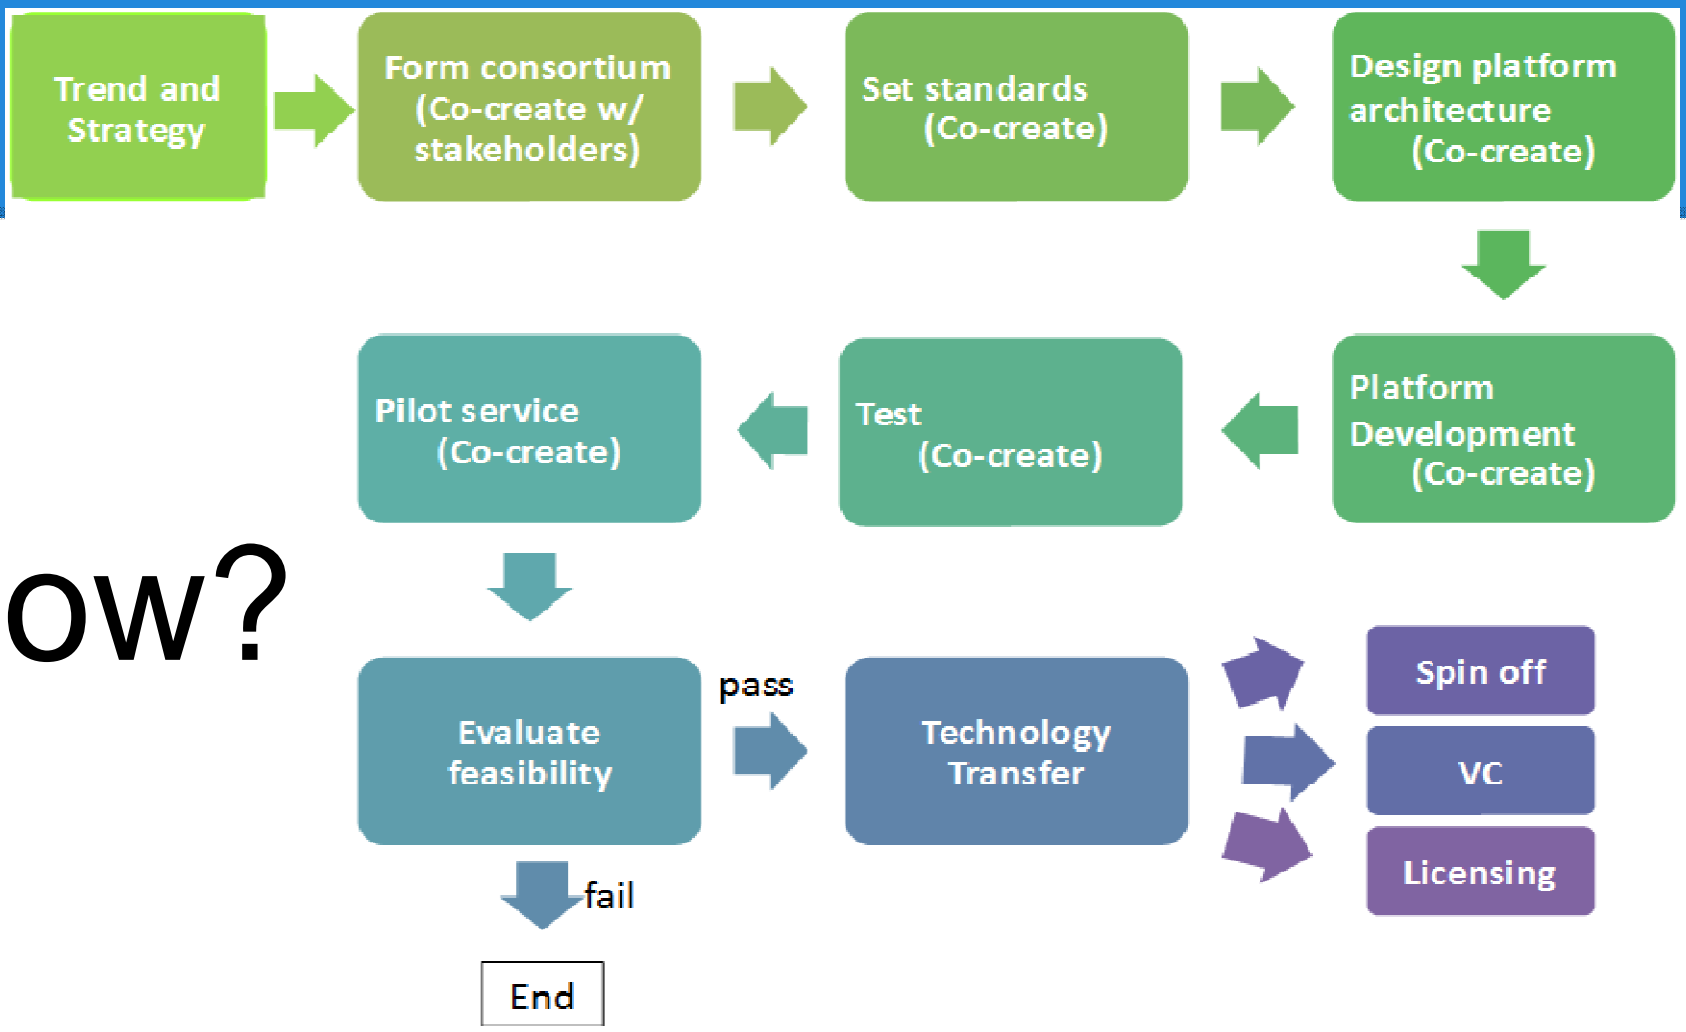 Trend and
Strategy
Form consortium
(Co-create w/
stakeholders)
Set standards
(Co-create)
Design platform
architecture
(Co-create)
Platform
Development
(Co-create)
Test
(Co-create)
Pilot service
(Co-create)
ow?
Evaluate
feasibility
pass
fail
End
Technology
Transfer
Spin off
VC
Licensing